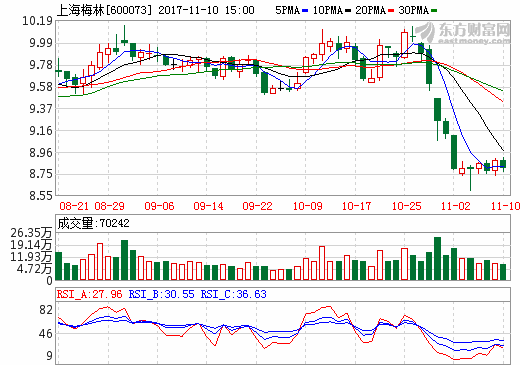 上海梅林[600073] 2017-11-10 15:00 5PMA 10PMA 20PMA 30PMA
东方财富网
eastmoney.com
10.19
9.98
9.78
9.58
9.37
9.16
8.96
8.75
8.55
08-21 08-29 09-06 09-14 09-22 10-09 10-17 10-25 11-02 11-10
成交量:70242
26.35万
19.14万
11.93万
4.72万
0
RSI_A:27.96 RSI_B:30.55 RSI_C:36.63
82
46
9